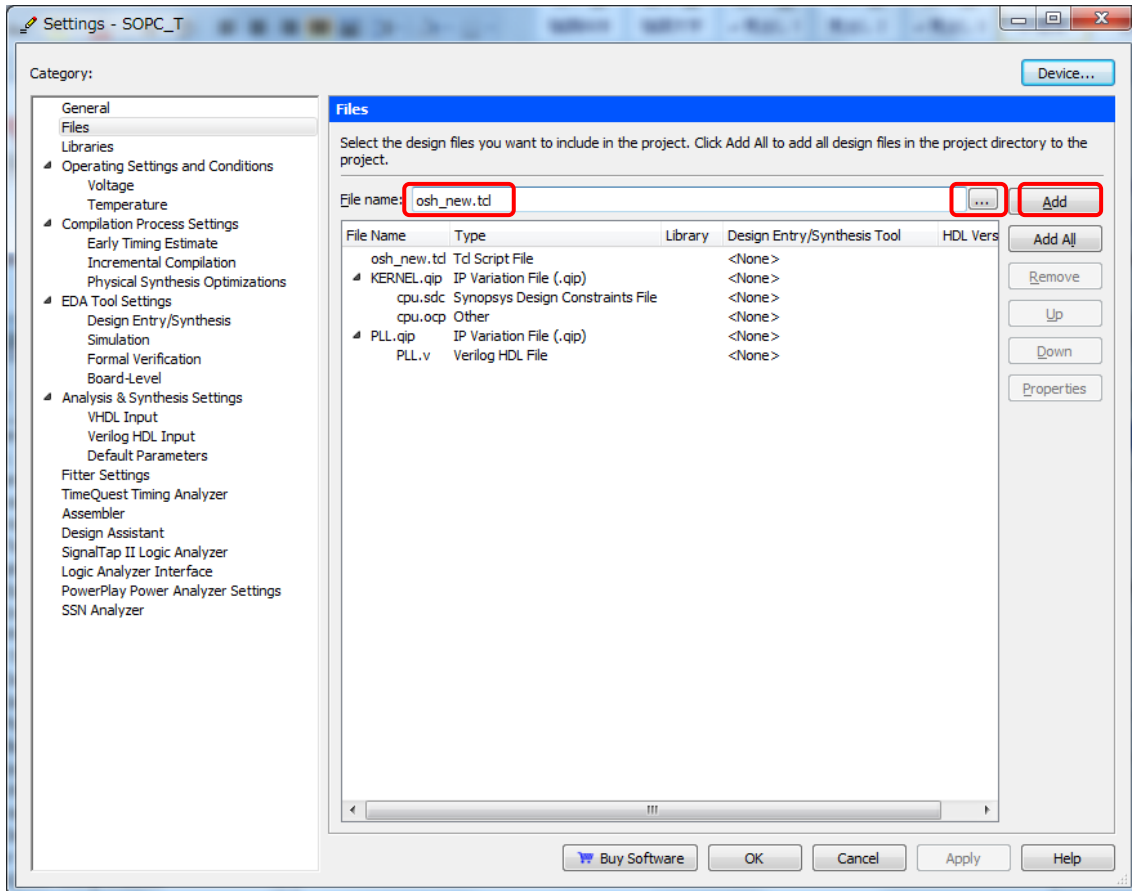 Settings - SOPC_T
Category:
Device...
General
Files
Libraries
Operating Settings and Conditions
Voltage
Temperature
Compilation Process Settings
Early Timing Estimate
Incremental Compilation
Physical Synthesis Optimizations
EDA Tool Settings
Design Entry/Synthesis
Simulation
Formal Verification
Board-Level
Analysis & Synthesis Settings
VHDL Input
Verilog HDL Input
Default Parameters
Fitter Settings
TimeQuest Timing Analyzer
Assembler
Design Assistant
SignalTap II Logic Analyzer
Logic Analyzer Interface
PowerPlay Power Analyzer Settings
SSN Analyzer
Files
Select the design files you want to include in the project. Click Add All to add all design files in the project directory to the
project.
File name: osh_new.tcl ... Add
File Name Type Library Design Entry/Synthesis Tool HDL Vers
osh_new.tcl Tcl Script File <None>
KERNEL.qip IP Variation File (.qip) <None>
cpu.sdc Synopsys Design Constraints File <None>
cpu.ocp Other <None>
PLL.qip IP Variation File (.qip) <None>
PLL.v Verilog HDL File <None>
Add All
Remove
Up
Down
Properties
Buy Software OK Cancel Apply Help